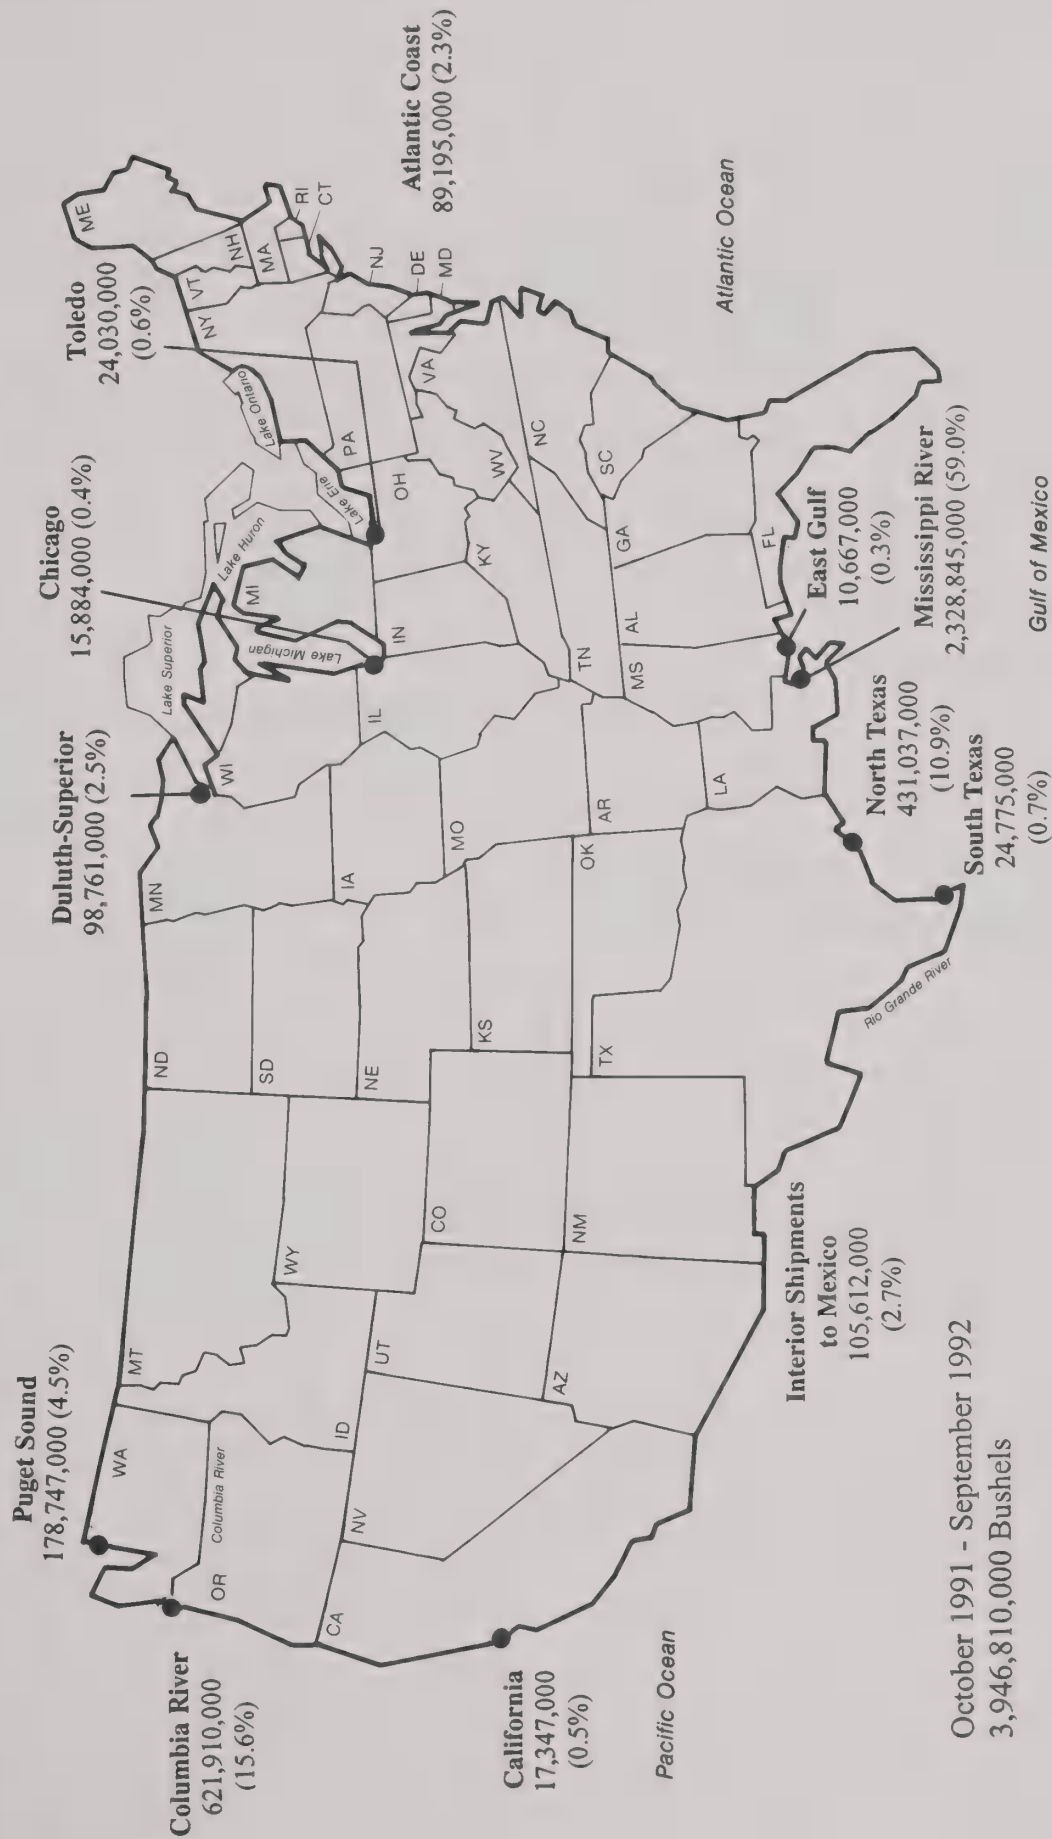 Puget Sound
178,747,000 (4.5%)
Duluth-Superior
98,761,000 (2.5%)
Chicago
15,884,000 (0.4%)
Toledo
24,030,000
(0.6%)
Atlantic Coast
89,195,000 (2.3%)
Columbia River
621,910,000
(15.6%)
California
17,347,000
(0.5%)
Pacific Ocean
Interior Shipments
to Mexico
105,612,000
(2.7%)
South Texas
24,775,000
(0.7%)
North Texas
431,037,000
(10.9%)
Mississippi River
2,328,845,000 (59.0%)
East Gulf
10,667,000
(0.3%)
Gulf of Mexico
Atlantic Ocean
Rio Grande River
Columbia River
Lake Superior
Lake Michigan
Lake Huron
Lake Erie
Lake Ontario
WA
OR
CA
NV
ID
MT
WY
UT
AZ
CO
NM
ND
SD
NE
KS
TX
OK
MN
IA
MO
AR
LA
WI
IL
MI
IN
OH
KY
TN
MS
AL
GA
FL
SC
NC
WV
VA
PA
NY
VT
NH
ME
MA
RI
CT
NJ
DE
MD
October 1991 - September 1992
3,946,810,000 Bushels